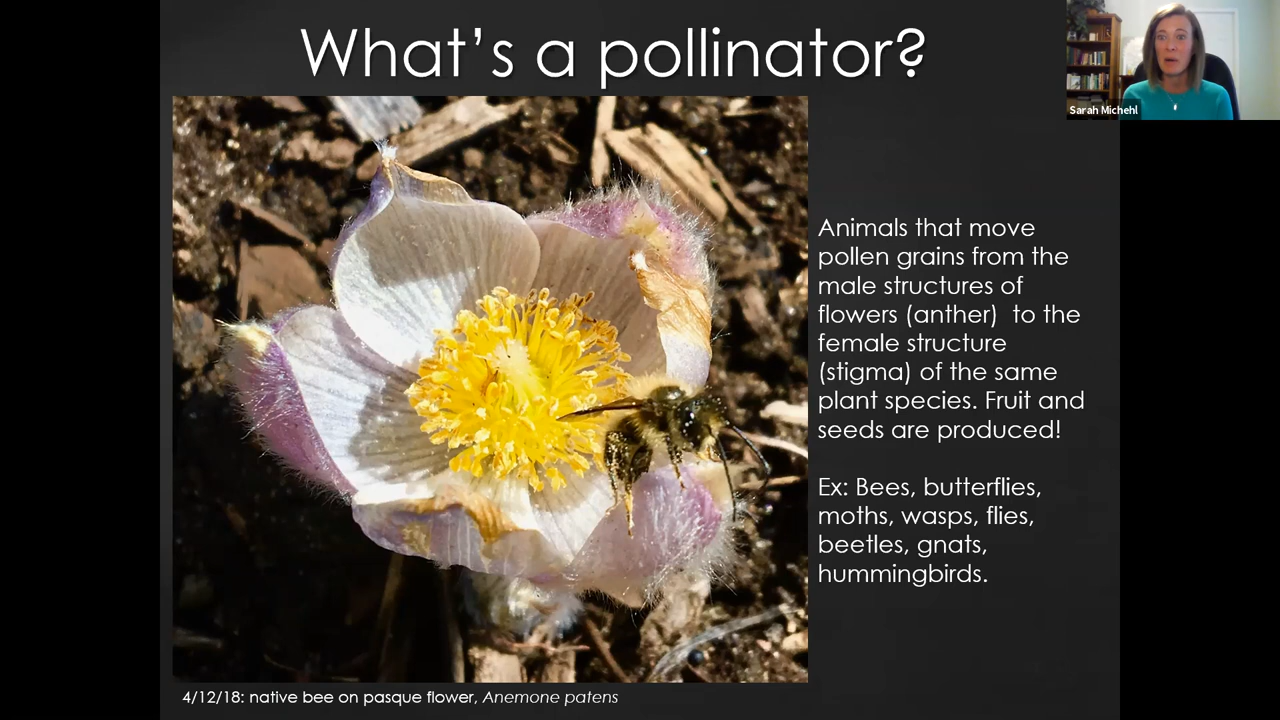 What's a pollinator?
Sarah Michehl
Animals that move
pollen grains from the
male structures of
flowers (anther)  to the
female structure
(stigma) of the same
plant species. Fruit and
seeds are produced!
Ex: Bees, butterflies,
moths, wasps, flies,
beetles, gnats,
hummingbirds.
4/12/18: native bee on pasque flower, Anemone patens